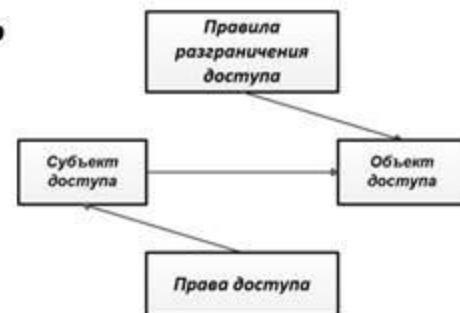 Правила
разграничения
доступа
Субъект
доступа
Объект
доступа
Права доступа